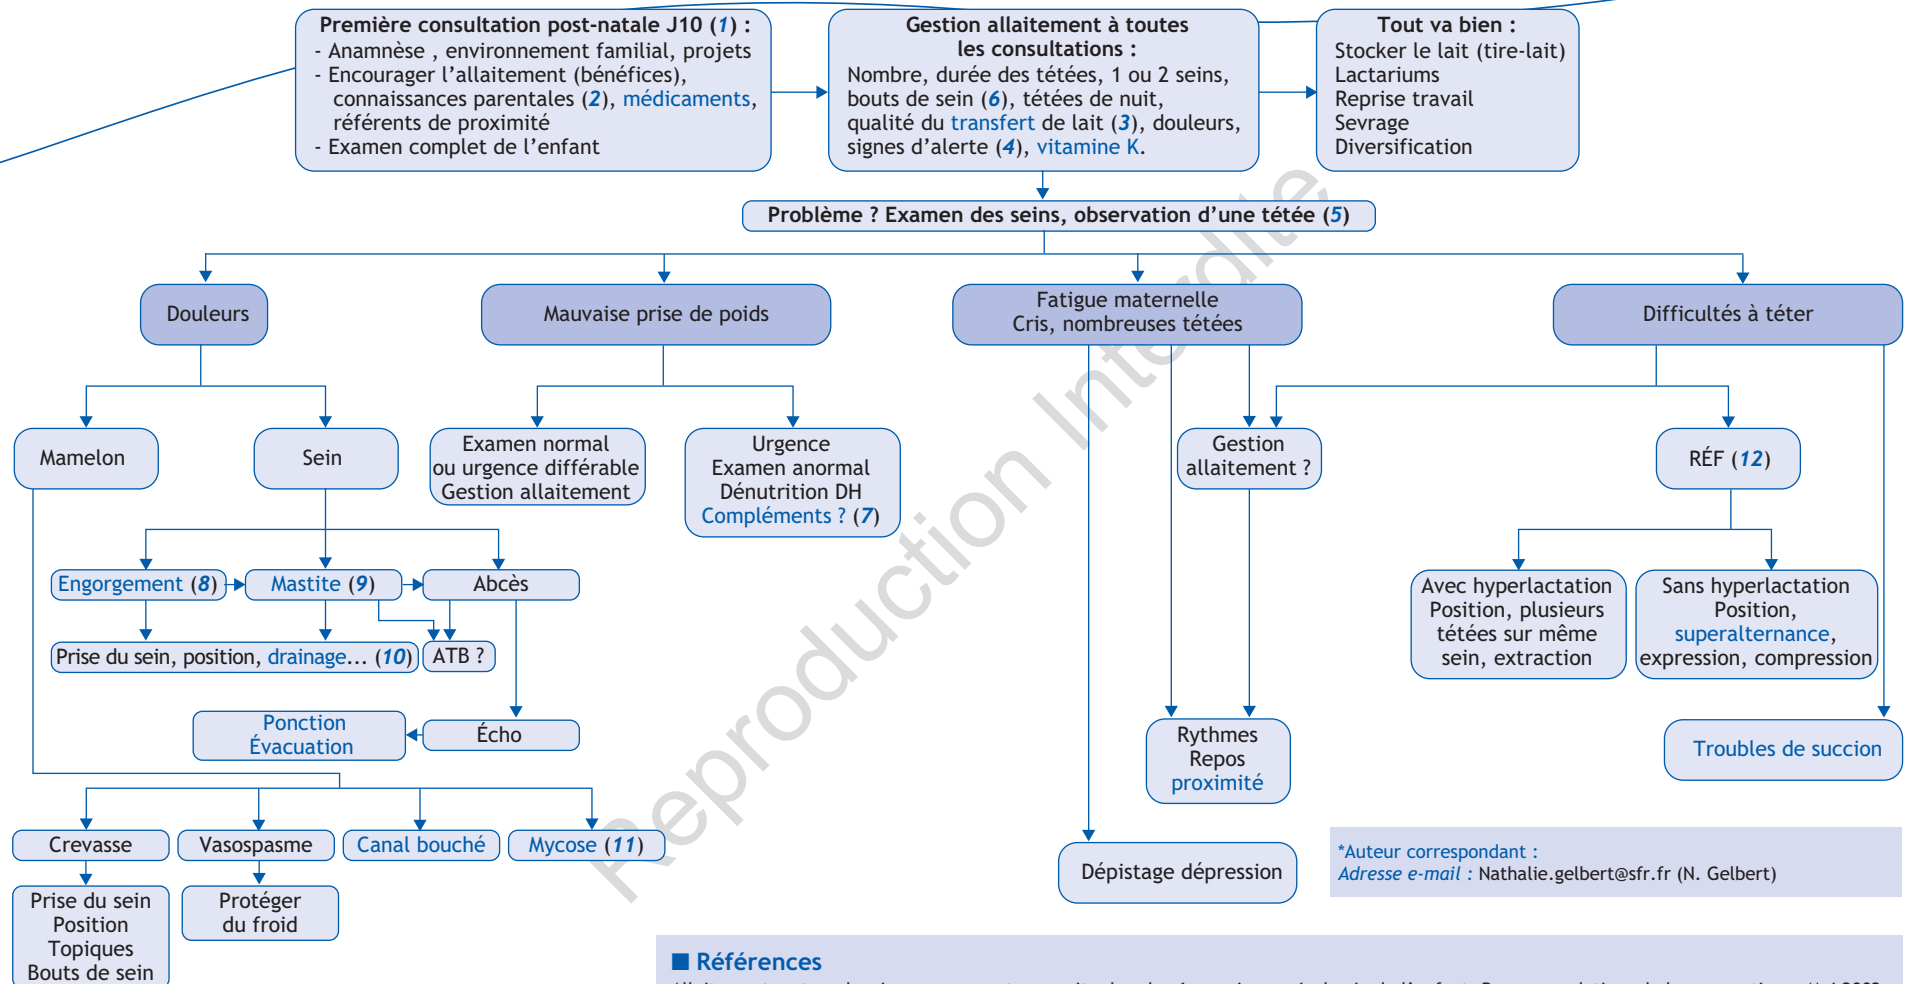 Première consultation post-natale J10 (1) :
- Anamnèse , environnement familial, projets
- Encourager l’allaitement (bénéfices),
connaissances parentales (2), médicaments,
référents de proximité
- Examen complet de l’enfant
Gestion allaitement à toutes
les consultations :
Nombre, durée des tétées, 1 ou 2 seins,
bouts de sein (6), tétées de nuit,
qualité du transfert de lait (3), douleurs,
signes d’alerte (4), vitamine K.
Tout va bien :
Stocker le lait (tire-lait)
Lactariums
Reprise travail
Sevrage
Diversification
Problème ? Examen des seins, observation d’une tétée (5)
Douleurs
Mauvaise prise de poids
Fatigue maternelle
Cris, nombreuses tétées
Difficultés à téter
Mamelon
Sein
Examen normal
ou urgence différable
Gestion allaitement
Urgence
Examen anormal
Dénutrition DH
Compléments ? (7)
Gestion
allaitement ?
RÉF (12)
Engorgement (8)
Mastite (9)
Abcès
Prise du sein, position, drainage... (10)
ATB ?
Avec hyperlactation
Position, plusieurs
tétées sur même
sein, extraction
Sans hyperlactation
Position,
superalternance,
expression, compression
Ponction
Évacuation
Écho
Rythmes
Repos
proximité
Troubles de succion
Crevasse
Vasospasme
Canal bouché
Mycose (11)
Dépistage dépression
Prise du sein
Position
Topiques
Bouts de sein
Protéger
du froid
*Auteur correspondant :
Adresse e-mail : Nathalie.gelbert@sfr.fr (N. Gelbert)
■ Références
Reproduction Interdite